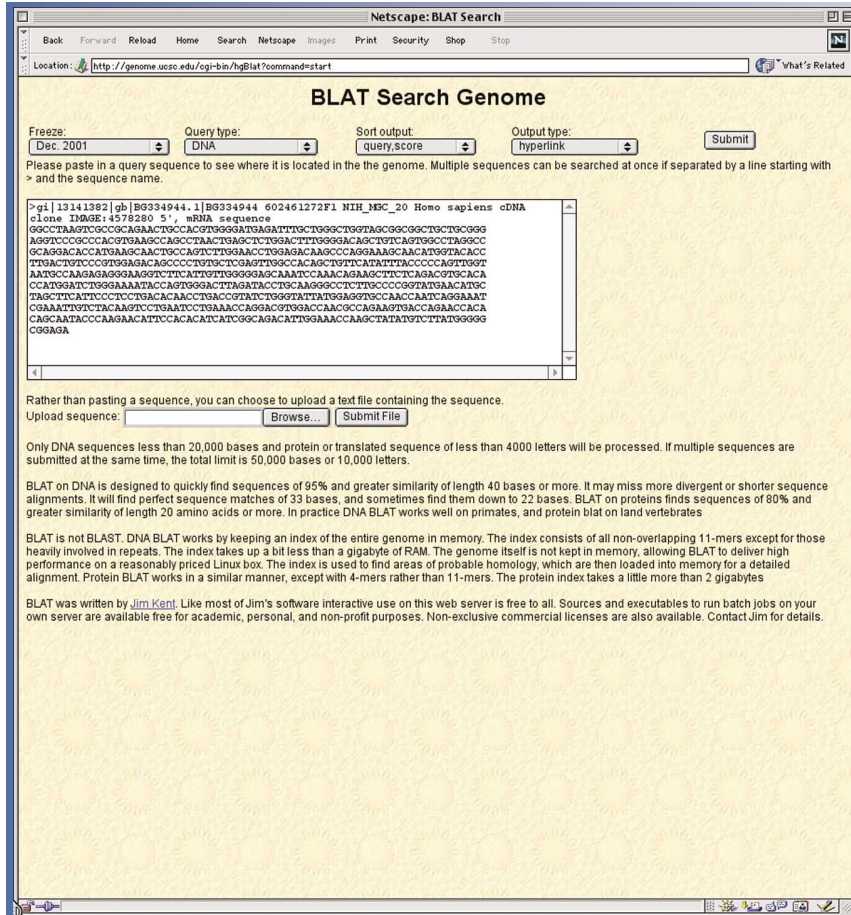 Netscape: BLAT Search
Back Forward Reload Home Search Netscape Images Print Security Shop Stop
N
Location: http://genome.ucsc.edu/cgi-bin/hgBlat?command=start What's Related
BLAT Search Genome
Freeze: Query type: Sort output: Output type:
Dec. 2001 DNA query,score hyperlink Submit
Please paste in a query sequence to see where it is located in the the genome. Multiple sequences can be searched at once if separated by a line starting with
> and the sequence name.
>gi|13141382|gb|BG334944.1|BG334944 602461272F1 NIH_MGC_20 Homo sapiens cDNA
clone IMAGE:4578280 5', mRNA sequence
GGCCTAAGTCGCCGCAGAACTGCCACGTGGGGATGAGATTTGCTGGGCTGGTAGCGGCGGCTGCTGCGGG
AGGTCCCGCCCACGTGAAGCCAGCCTAACTGAGCTCTGGACTTTGGGGACAGCTGTCAGTGGCCTAGGCC
GCAGGACACCATGAAGCAACTGCCAGTCTTGGAACCTGGAGACAAGCCCAGGAAAGCAACATGGTACACC
TTGACTGTCCCTGGAGACAGCCCCTGTGCTCGAGTTGGCCACAGCTGTTCATATTTACCCCCAGTTGGT
AATGCCAAGAGAGGGAAGGTCTTCATTGTTGGGGGAGCAAATCCAAACAGAAGCTTCTCAGACGTGCACA
CCATGGATCTGGGAAAATACCAGTGGGACTTAGATACCTGCAAGGGCCTCTTGCCCCGGTATGAACATGC
TAGCTTCATTCCCTCCTGACACAACCTGACCGTATCTGGGTATTATGGAGGTGCCAACCAATCAGGAAAT
CGAAATTGTCTACAAGTCCTGAATCCTGAAACCAGGACGTGGACCAACGCCAGAAGTGACCAGAACCACA
CAGCAATACCCAAGAACATTCCACACATCATCGGCAGACATTGGAAACCAAGCTATATGTCTTATGGGGG
CGGAGA
Rather than pasting a sequence, you can choose to upload a text file containing the sequence.
Upload sequence: Browse... Submit File
Only DNA sequences less than 20,000 bases and protein or translated sequence of less than 4000 letters will be processed. If multiple sequences are
submitted at the same time, the total limit is 50,000 bases or 10,000 letters.
BLAT on DNA is designed to quickly find sequences of 95% and greater similarity of length 40 bases or more. It may miss more divergent or shorter sequence
alignments. It will find perfect sequence matches of 33 bases, and sometimes find them down to 22 bases. BLAT on proteins finds sequences of 80% and
greater similarity of length 20 amino acids or more. In practice DNA BLAT works well on primates, and protein blat on land vertebrates
BLAT is not BLAST. DNA BLAT works by keeping an index of the entire genome in memory. The index consists of all non-overlapping 11-mers except for those
heavily involved in repeats. The index takes up a bit less than a gigabyte of RAM. The genome itself is not kept in memory, allowing BLAT to deliver high
performance on a reasonably priced Linux box. The index is used to find areas of probable homology, which are then loaded into memory for a detailed
alignment. Protein BLAT works in a similar manner, except with 4-mers rather than 11-mers. The protein index takes a little more than 2 gigabytes
BLAT was written by Jim Kent. Like most of Jim's software interactive use on this web server is free to all. Sources and executables to run batch jobs on your
own server are available free for academic, personal, and non-profit purposes. Non-exclusive commercial licenses are also available. Contact Jim for details.